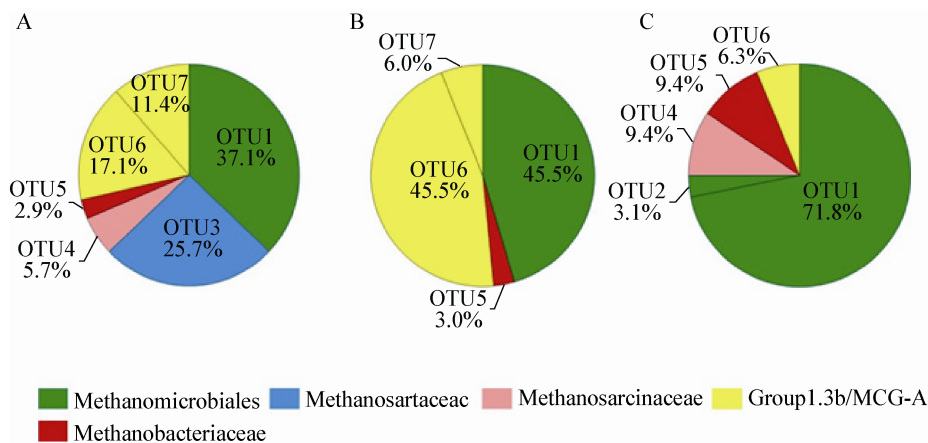 A
OTU7
11.4%
OTU1
37.1%
OTU6
17.1%
OTU5
2.9%
OTU3
25.7%
OTU4
5.7%
B
OTU7
6.0%
OTU1
45.5%
OTU6
45.5%
OTU5
3.0%
C
OTU6
6.3%
OTU5
9.4%
OTU4
9.4%
OTU2
3.1%
OTU1
71.8%
Methanomicrobiales
Methanosartaceac
Methanosarcinaceae
Group1.3b/MCG-A
Methanobacteriaceae